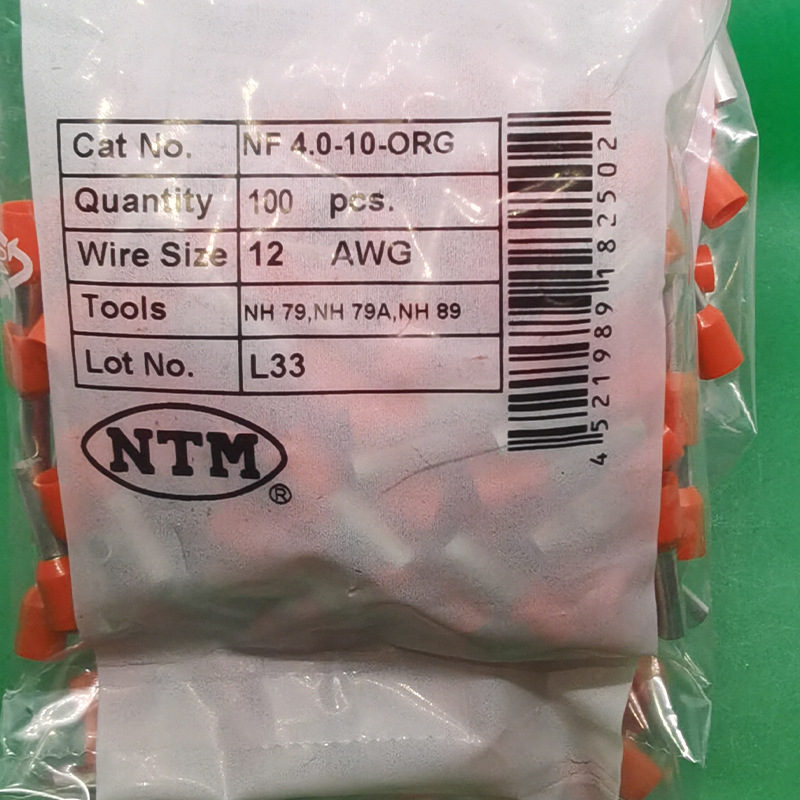 Cat No. NF 4.0-10-ORG
Quantity 100 pcs.
Wire Size 12 AWG
Tools NH 79,NH 79A,NH 89
Lot No. L33
NTM
®
4521989182502